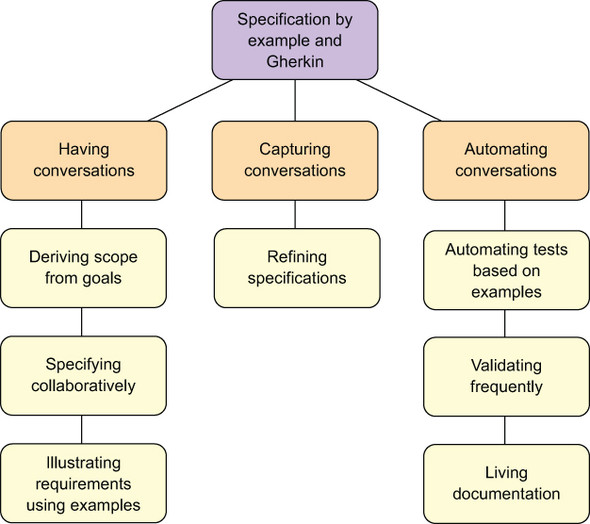 Specification by
example and
Gherkin
Having
conversations
Capturing
conversations
Automating
conversations
Deriving scope
from goals
Refining
specifications
Automating tests
based on
examples
Specifying
collaboratively
Validating
frequently
Illustrating
requirements
using examples
Living
documentation